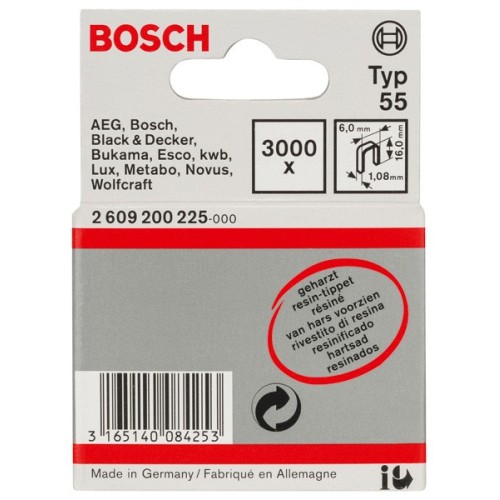 BOSCH
Typ
55
AEG, Bosch,
Black & Decker,
Bukama, Esco, kwb,
Lux, Metabo, Novus,
Wolfcraft
3000
x
6,0 mm
16,0 mm
1,08 mm
2 609 200 225-000
geharzt
resin-tippet
résiné
van hars voorzien
rivestito di resina
resinificado
hartsad
resinados
3 165140 084253
Made in Germany / Fabriqué en Allemagne